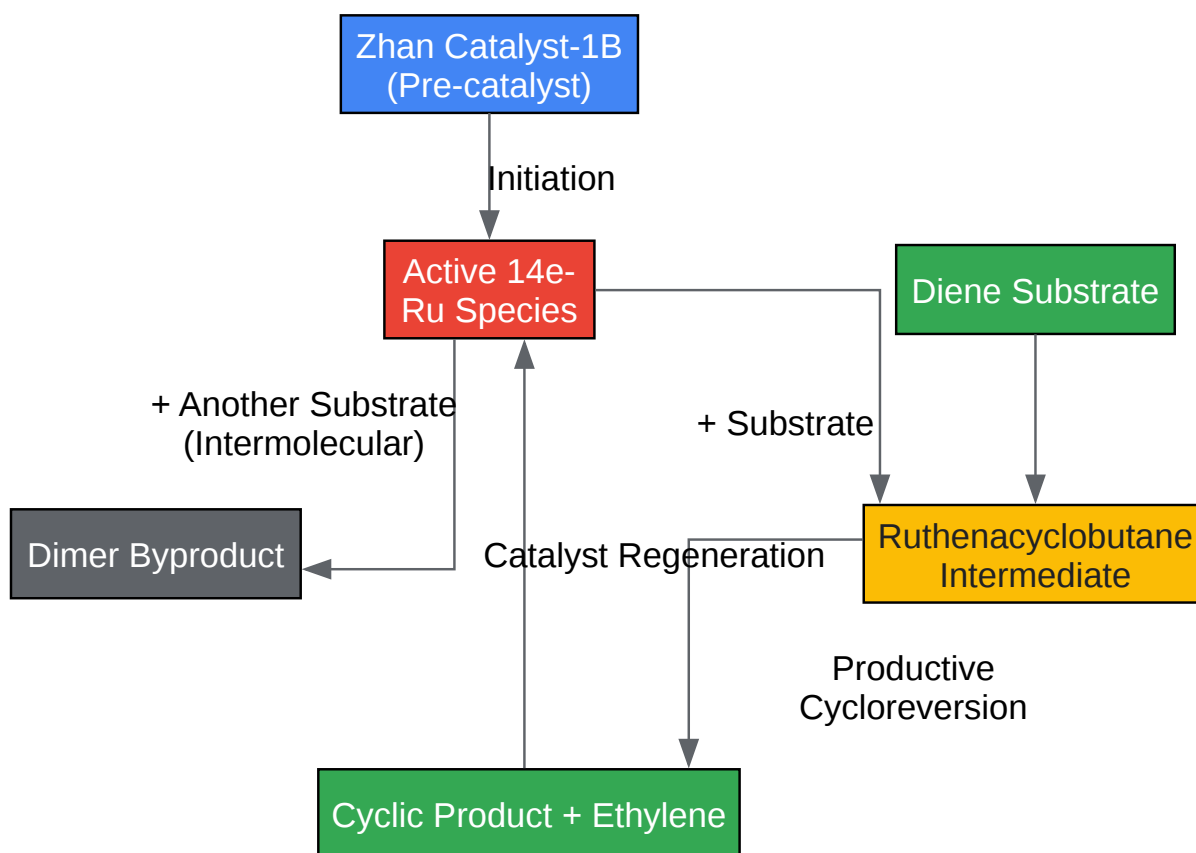 Zhan Catalyst-1B
(Pre-catalyst)
Initiation
Active 14e-
Ru Species
Diene Substrate
+ Another Substrate
(Intermolecular)
+ Substrate
Dimer Byproduct
Catalyst Regeneration
Ruthenacyclobutane
Intermediate
Productive
Cycloreversion
Cyclic Product + Ethylene